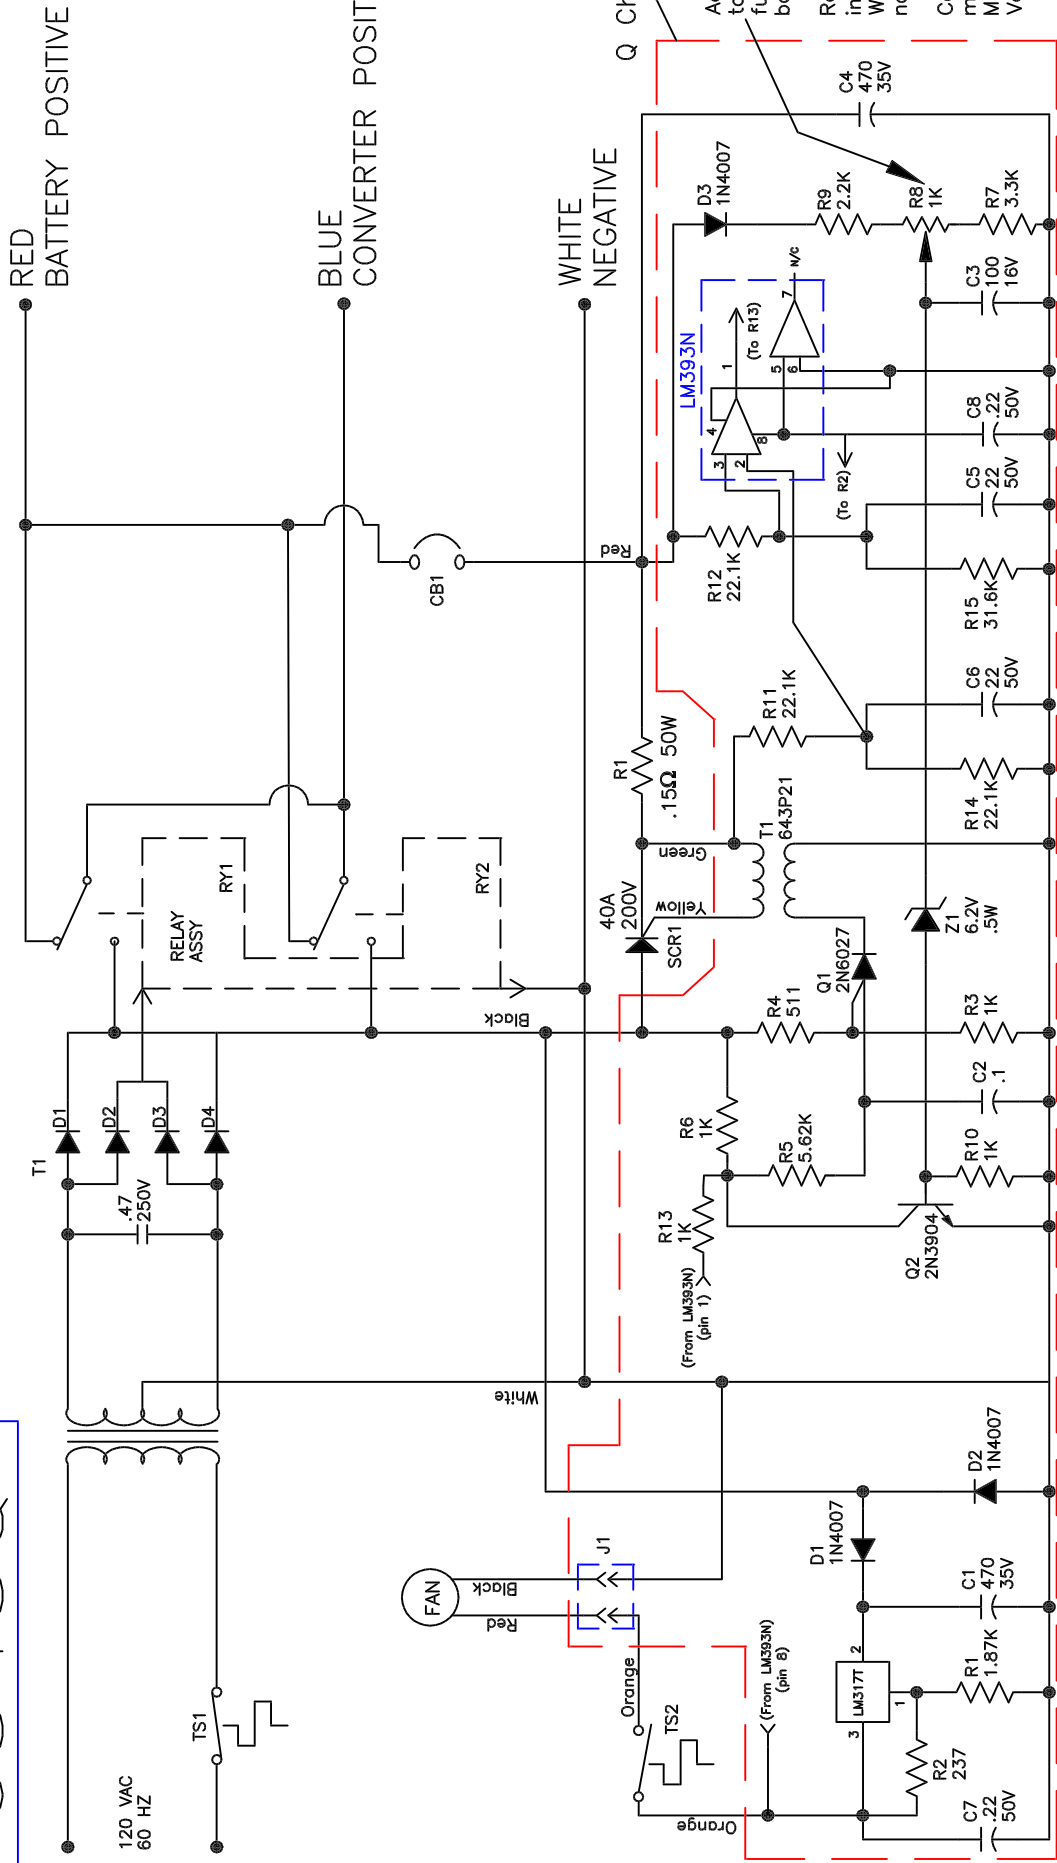 RED
BATTERY POSITIVE
BLUE
CONVERTER POSIT
WHITE
NEGATIVE
Q Ch
120 VAC
60 HZ
TS1
T1
.47
250V
D1
D2
D3
D4
RELAY
ASSY
RY1
RY2
Black
White
CB1
Red
FAN
Red
Black
J1
Orange
TS2
Orange
(From LM393N)
(pin 8)
LM317T
3
2
1
C7
.22
50V
R2
237
R1
1.87K
C1
470
35V
D1
1N4007
D2
1N4007
(From LM393N)
(pin 1)
R13
1K
R6
1K
R5
5.62K
R4
511
Q2
2N3904
R10
1K
C2
.1
R3
1K
Q1
2N6027
Z1
6.2V
.5W
SCR1
40A
200V
Yellow
Green
T1
643P21
R1
.15Ω 50W
R11
22.1K
R14
22.1K
C6
22
50V
R12
22.1K
R15
31.6K
C5
22
50V
C8
.22
50V
(To R2)
LM393N
3
2
4
8
1
(To R13)
5
6
7
N/C
C3
100
16V
D3
1N4007
R9
2.2K
R8
1K
R7
3.3K
C4
470
35V